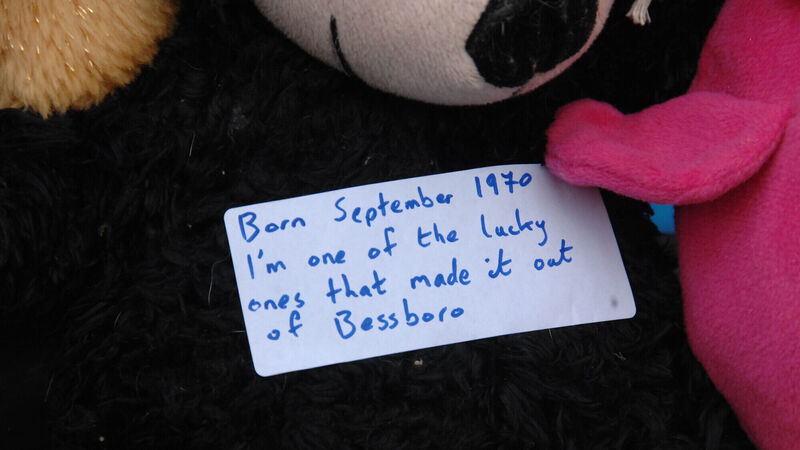 Born September 1970
I'm one of the lucky
ones that made it out
of Bessboro